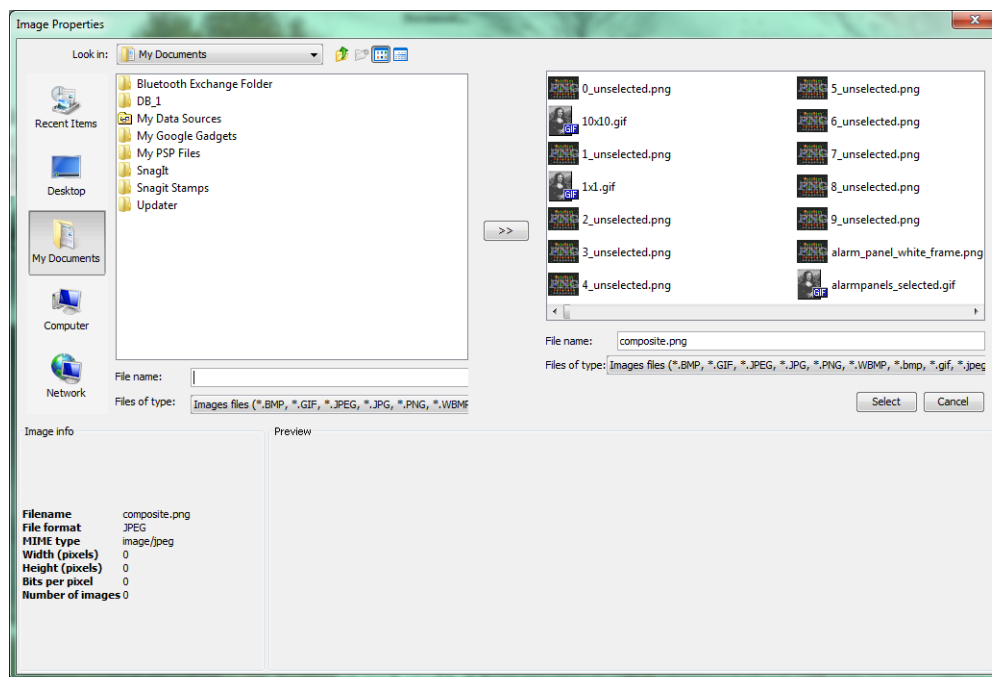 Image Properties
Look in: My Documents
Recent Items
Desktop
My Documents
Computer
Network
Bluetooth Exchange Folder
DB_1
My Data Sources
My Google Gadgets
My PSP Files
SnagIt
Snagit Stamps
Updater
File name:
Files of type: Images files (*.BMP, *.GIF, *.JPEG, *.JPG, *.PNG, *.WBMP
>>
0_unselected.png
10x10.gif
1_unselected.png
1x1.gif
2_unselected.png
3_unselected.png
4_unselected.png
5_unselected.png
6_unselected.png
7_unselected.png
8_unselected.png
9_unselected.png
alarm_panel_white_frame.png
alarmpanels_selected.gif
File name: composite.png
Files of type: Images files (*.BMP, *.GIF, *.JPEG, *.JPG, *.PNG, *.WBMP, *.bmp, *.gif, *.jpeg
Select Cancel
Image info
Filename composite.png
File format JPEG
MIME type image/jpeg
Width (pixels) 0
Height (pixels) 0
Bits per pixel 0
Number of images 0
Preview